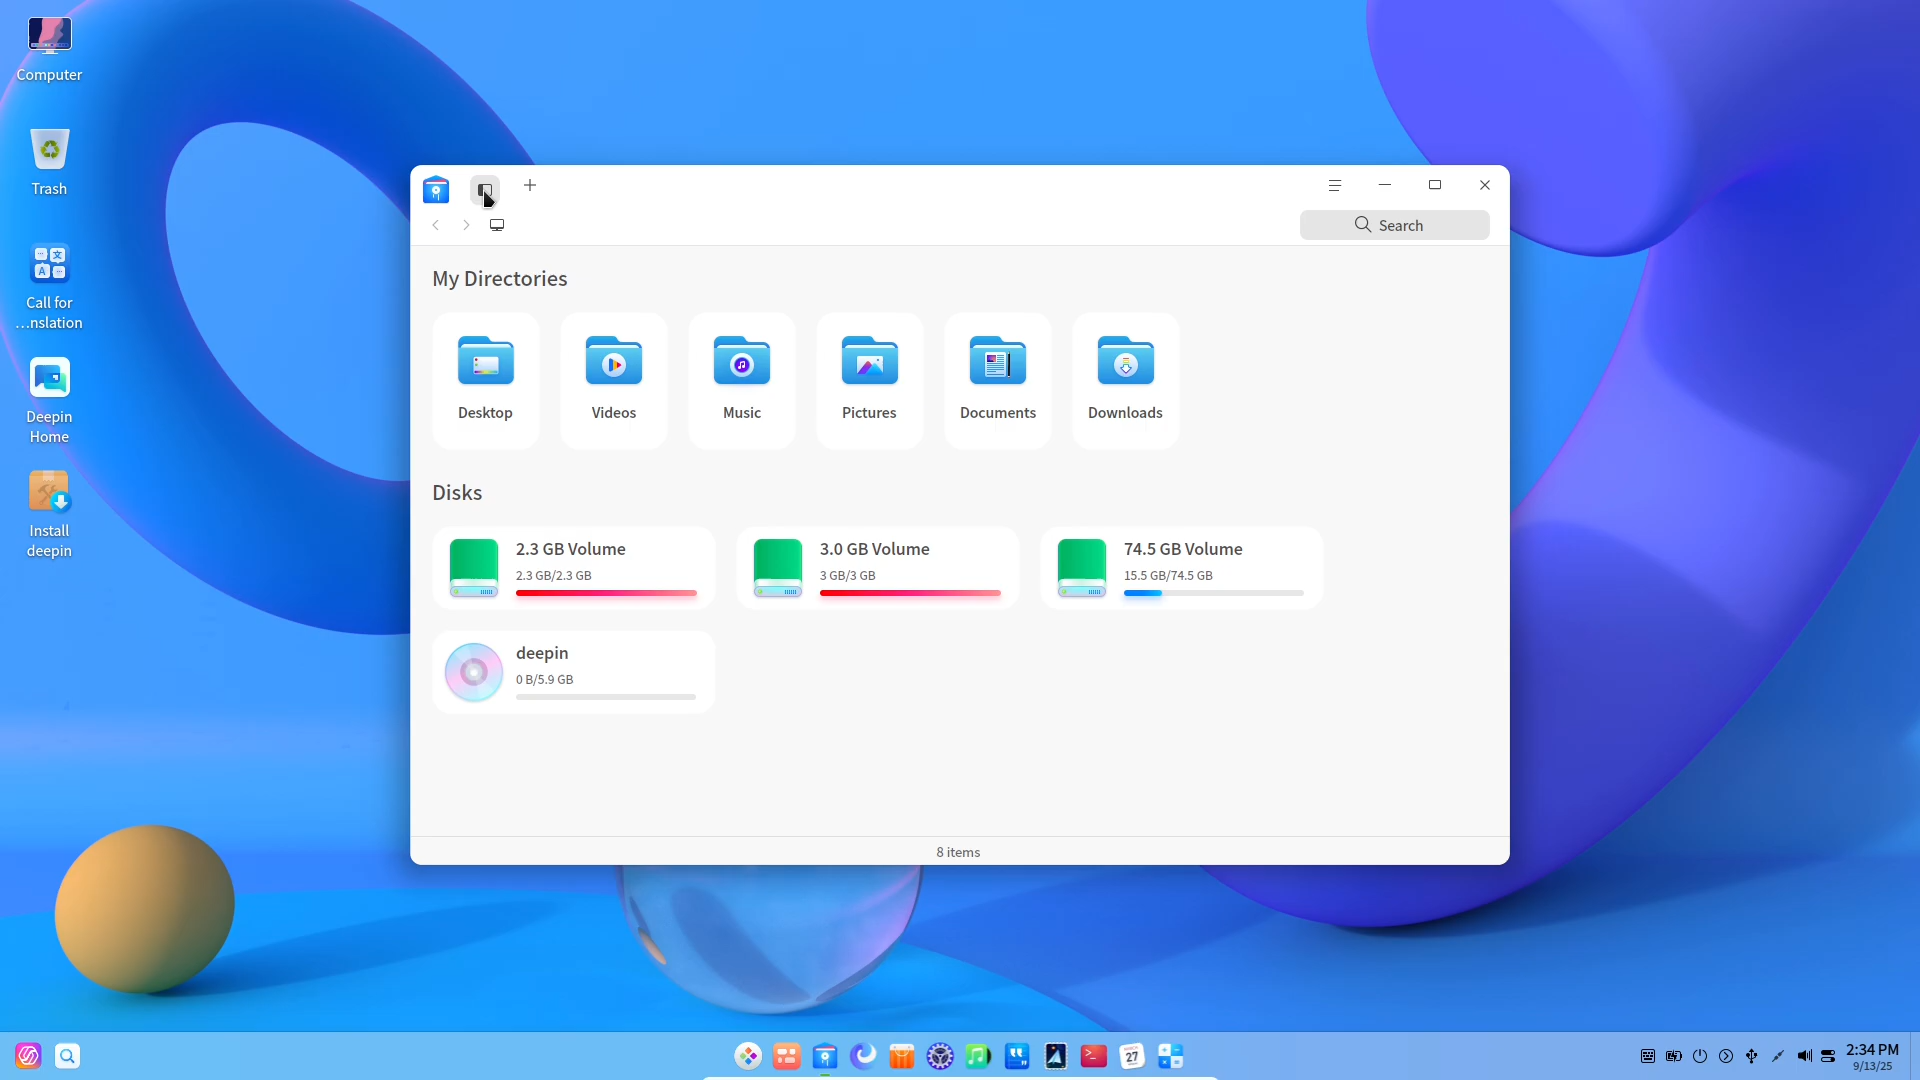 Computer
Trash
Call for
...nslation
Deepin
Home
Install
deepin
Search
My Directories
Desktop
Videos
Music
Pictures
Documents
Downloads
Disks
2.3 GB Volume
2.3 GB/2.3 GB
3.0 GB Volume
3 GB/3 GB
74.5 GB Volume
15.5 GB/74.5 GB
deepin
0 B/5.9 GB
8 items
27
2:34 PM
9/13/25